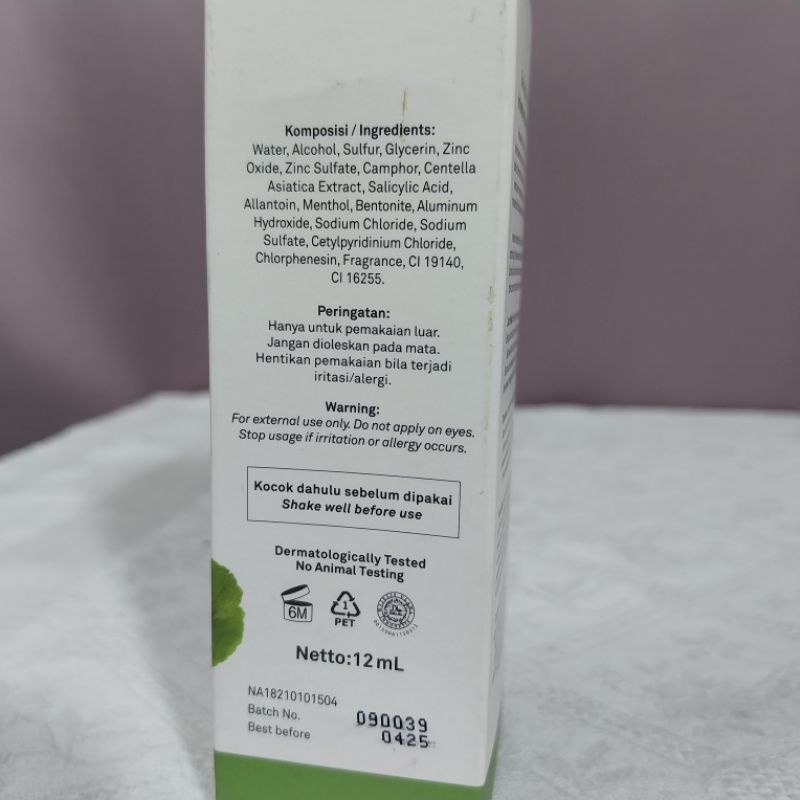 Komposisi / Ingredients:
Water, Alcohol, Sulfur, Glycerin, Zinc
Oxide, Zinc Sulfate, Camphor, Centella
Asiatica Extract, Salicylic Acid,
Allantoin, Menthol, Bentonite, Aluminum
Hydroxide, Sodium Chloride, Sodium
Sulfate, Cetylpyridinium Chloride,
Chlorphenesin, Fragrance, CI 19140,
CI 16255.
Peringatan:
Hanya untuk pemakaian luar.
Jangan dioleskan pada mata.
Hentikan pemakaian bila terjadi
iritasi/alergi.
Warning:
For external use only. Do not apply on eyes.
Stop usage if irritation or allergy occurs.
Kocok dahulu sebelum dipakai
Shake well before use
Dermatologically Tested
No Animal Testing
6M
1
PET
Netto:12mL
NA18210101504
Batch No. 090039
Best before 0425